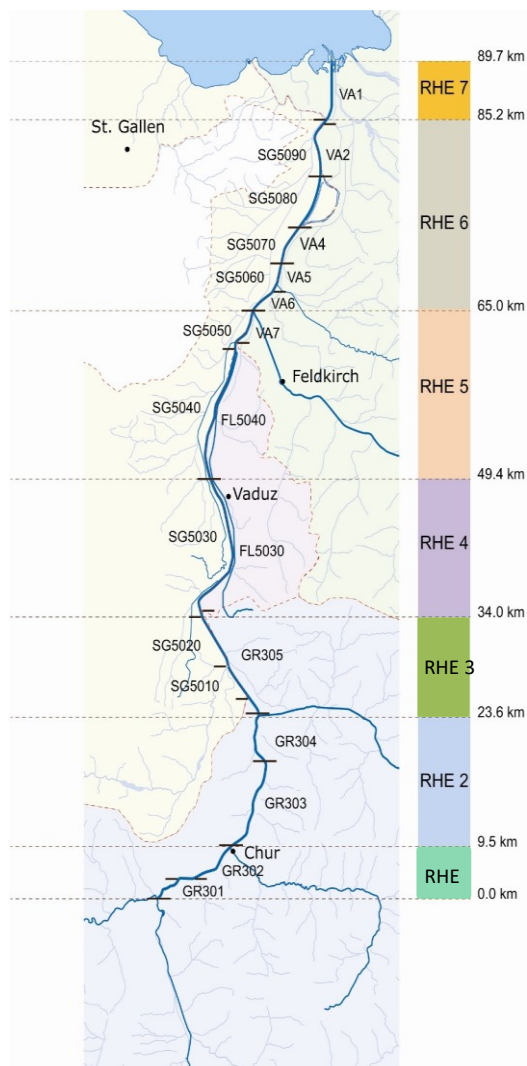 89.7 km
VA1
RHE 7
85.2 km
St. Gallen
SG5090
VA2
SG5080
RHE 6
SG5070
VA4
SG5060
VA5
VA6
65.0 km
SG5050
VA7
RHE 5
Feldkirch
SG5040
FL5040
49.4 km
Vaduz
SG5030
RHE 4
FL5030
34.0 km
SG5020
GR305
RHE 3
SG5010
23.6 km
GR304
RHE 2
GR303
9.5 km
Chur
GR302
RHE
GR301
0.0 km